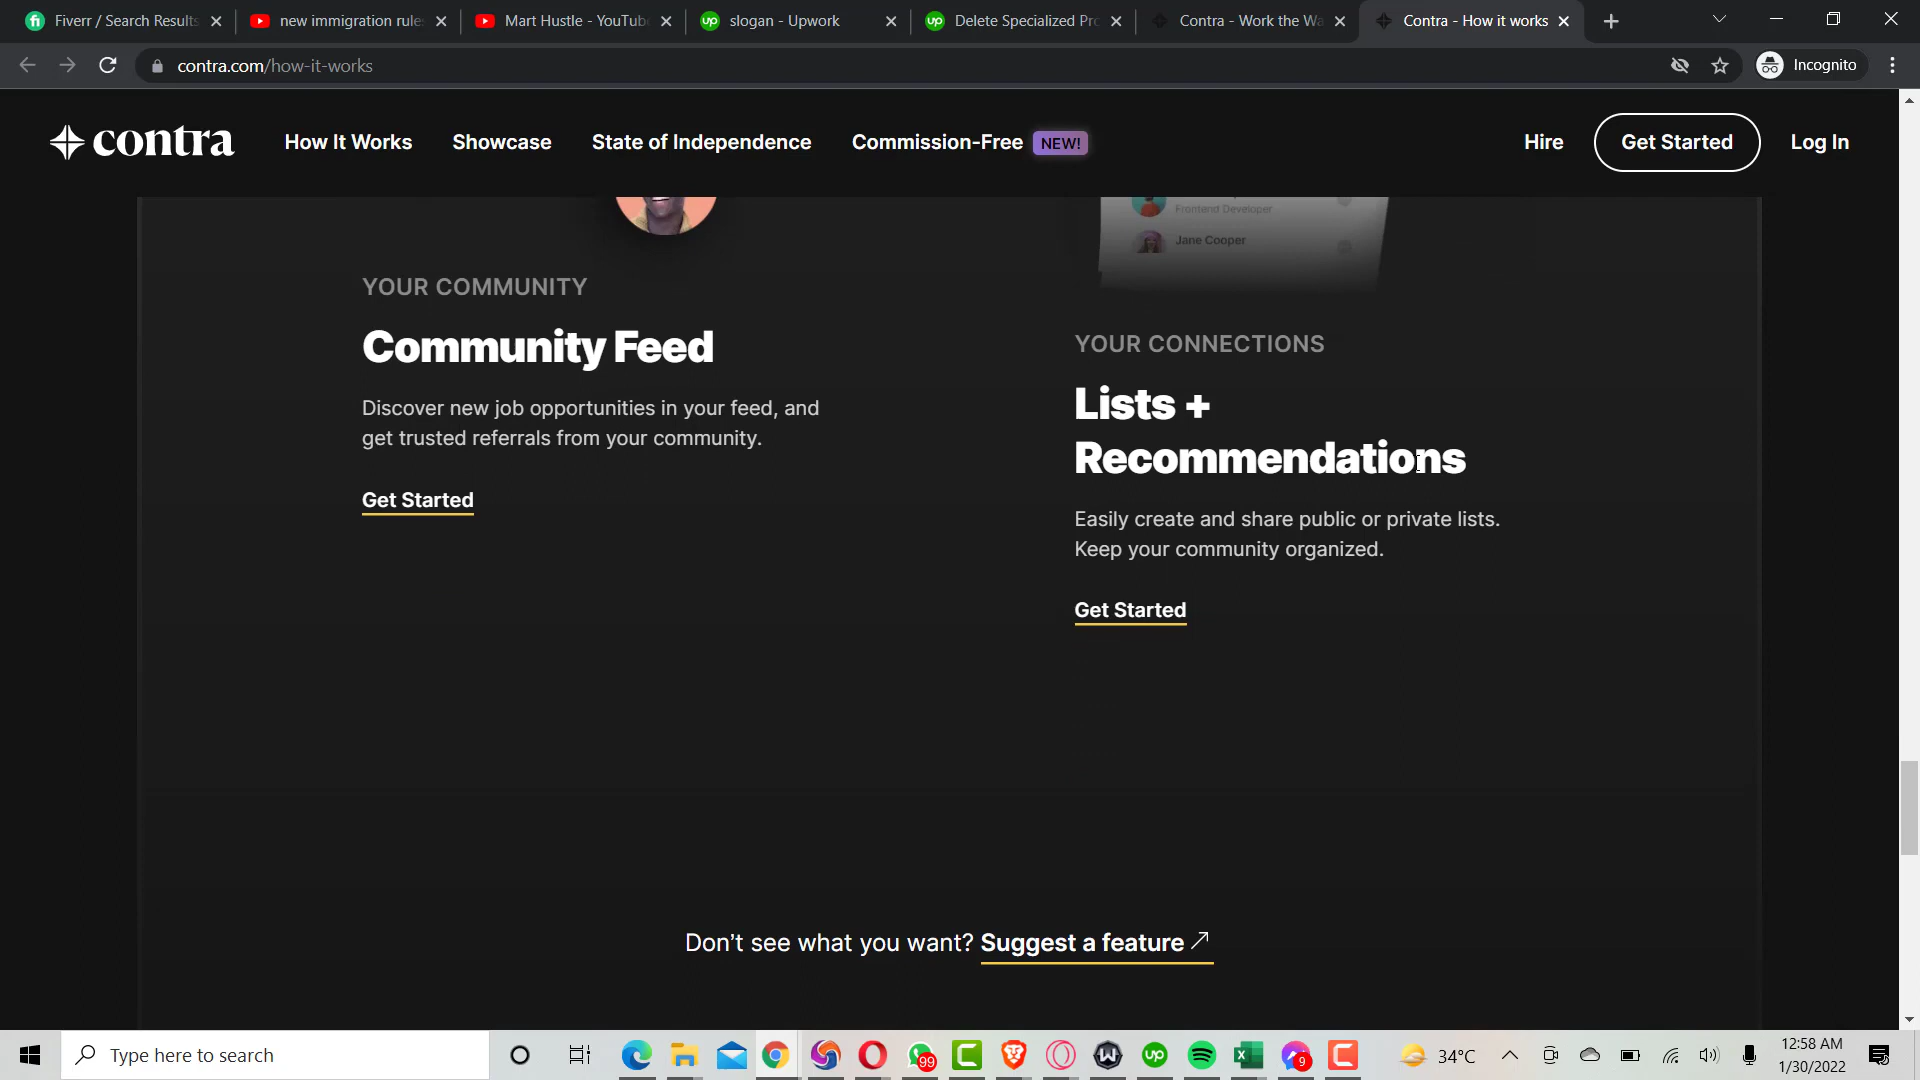 Fiverr / Search Results
new immigration rule
Mart Hustle - YouTube
slogan - Upwork
Delete Specialized Pro
Contra - Work the Wa
Contra - How it works
contra.com/how-it-works
Incognito
contra
How It Works
Showcase
State of Independence
Commission-Free NEW!
Hire
Get Started
Log In
Frontend Developer
Jane Cooper
YOUR COMMUNITY
Community Feed
Discover new job opportunities in your feed, and
get trusted referrals from your community.
Get Started
YOUR CONNECTIONS
Lists +
Recommendations
Easily create and share public or private lists.
Keep your community organized.
Get Started
Don’t see what you want? Suggest a feature
Type here to search
99
up
9
34°C
12:58 AM
1/30/2022